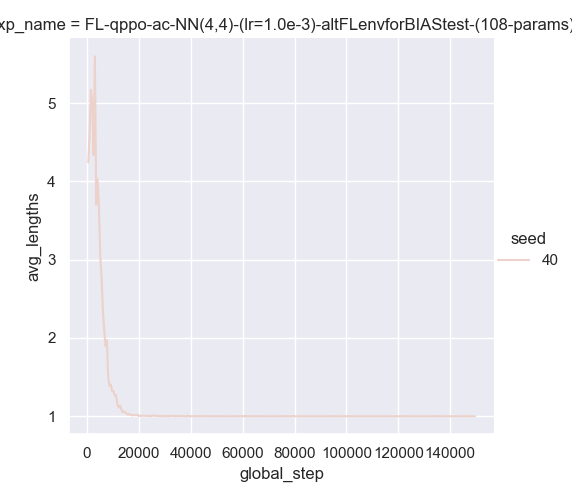 xp_name = FL-qppo-ac-NN(4,4)-(lr=1.0e-3)-altFLenvforBIAStest-(108-params)
avg_lengths
5
4
3
2
1
0 20000 40000 60000 80000 100000 120000 140000
global_step
seed
40